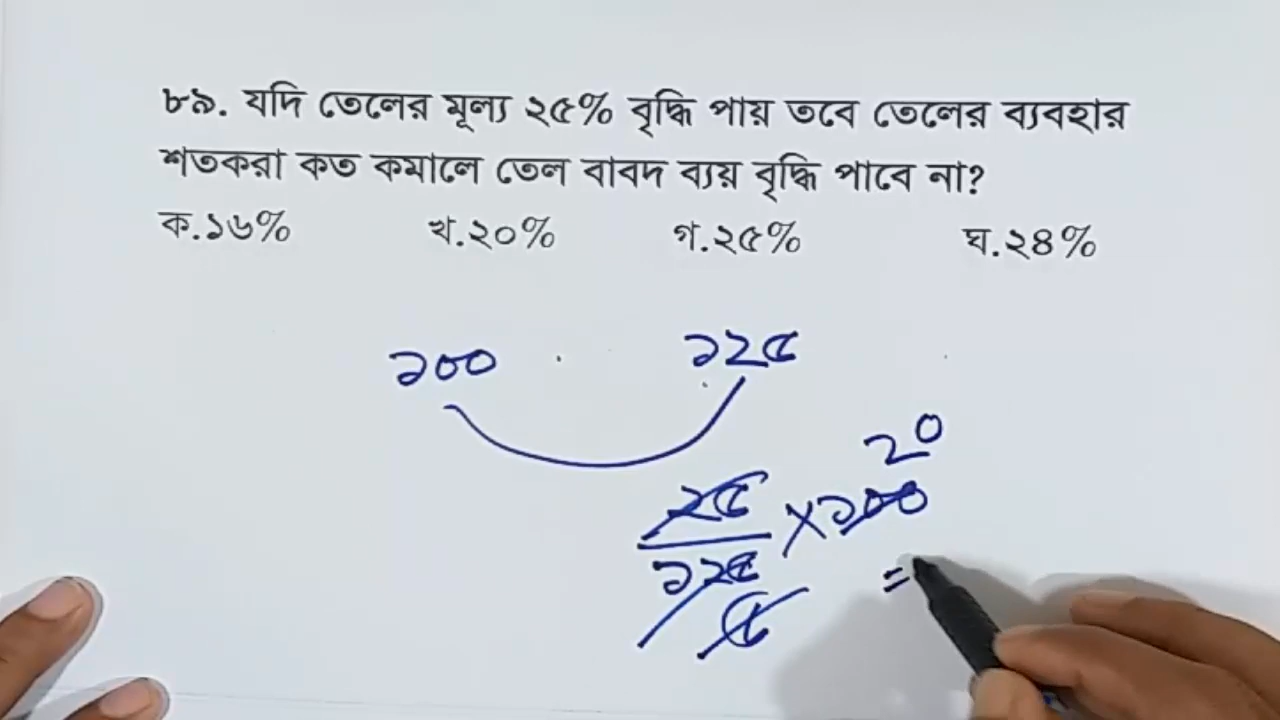 ৮৯. যদি তেলের মূল্য ২৫% বৃদ্ধি পায় তবে তেলের ব্যবহার
শতকরা কত কমালে তেল বাবদ ব্যয় বৃদ্ধি পাবে না?
ক.১৬% খ.২০% গ.২৫% ঘ.২৪%
১০০ ১২৫
২০
২৫ × ১০০
১২৫ =
৫